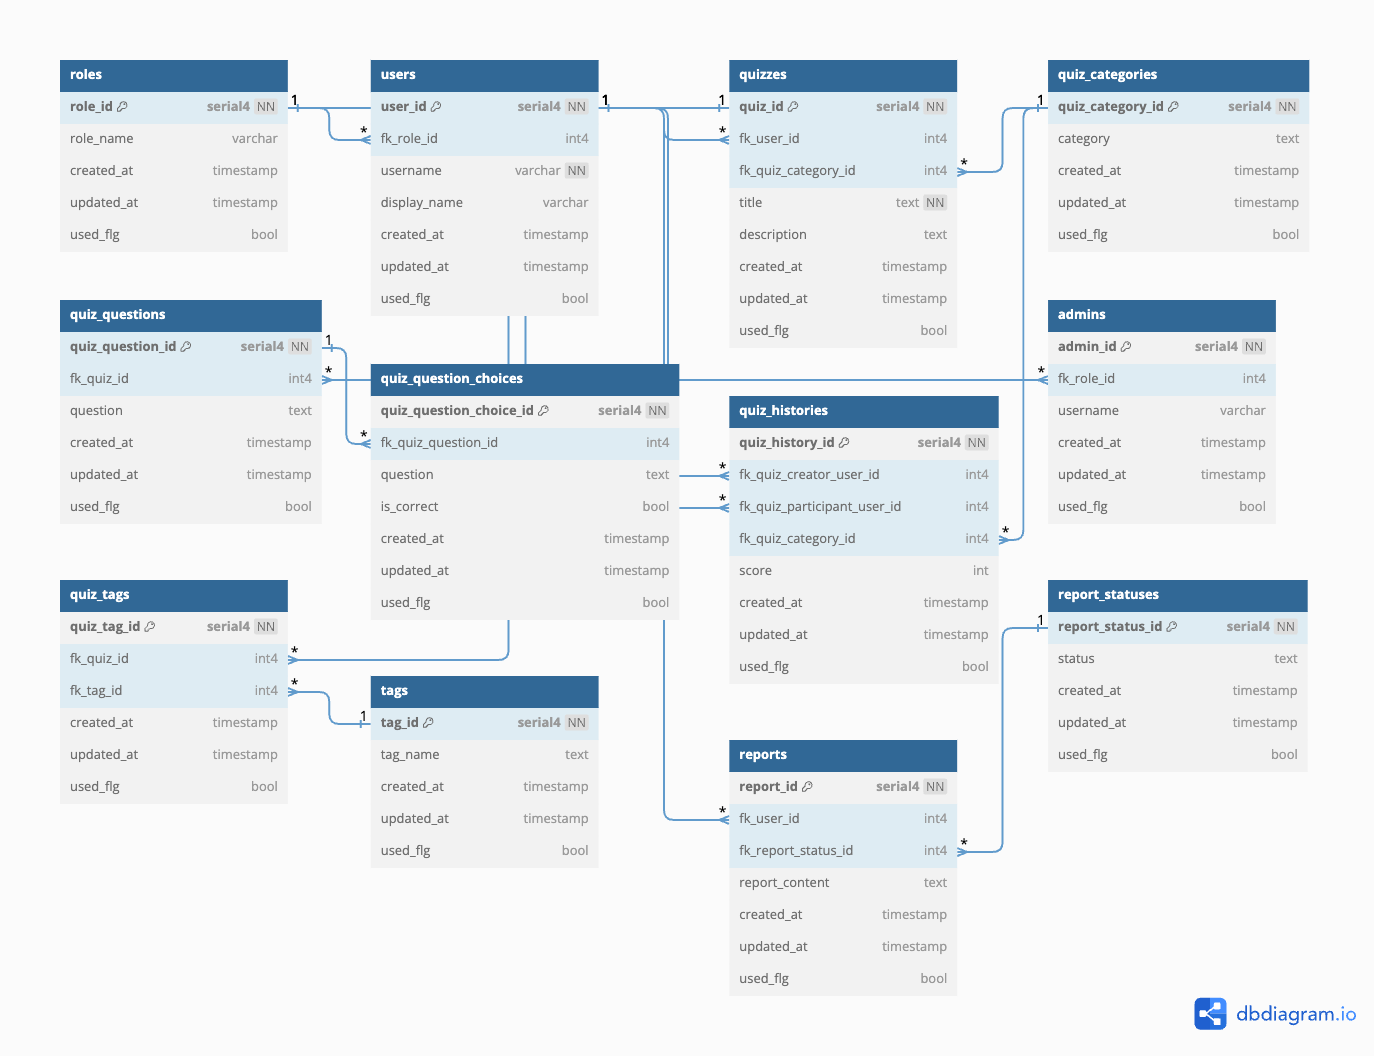 roles
role_id serial4 NN
role_name varchar
created_at timestamp
updated_at timestamp
used_flg bool
users
user_id serial4 NN
fk_role_id int4
username varchar NN
display_name varchar
created_at timestamp
updated_at timestamp
used_flg bool
quizzes
quiz_id serial4 NN
fk_user_id int4
fk_quiz_category_id int4
title text NN
description text
created_at timestamp
updated_at timestamp
used_flg bool
quiz_categories
quiz_category_id serial4 NN
category text
created_at timestamp
updated_at timestamp
used_flg bool
quiz_questions
quiz_question_id serial4 NN
fk_quiz_id int4
question text
created_at timestamp
updated_at timestamp
used_flg bool
quiz_question_choices
quiz_question_choice_id serial4 NN
fk_quiz_question_id int4
question text
is_correct bool
created_at timestamp
updated_at timestamp
used_flg bool
quiz_histories
quiz_history_id serial4 NN
fk_quiz_creator_user_id int4
fk_quiz_participant_user_id int4
fk_quiz_category_id int4
score int
created_at timestamp
updated_at timestamp
used_flg bool
admins
admin_id serial4 NN
fk_role_id int4
username varchar
created_at timestamp
updated_at timestamp
used_flg bool
quiz_tags
quiz_tag_id serial4 NN
fk_quiz_id int4
fk_tag_id int4
created_at timestamp
updated_at timestamp
used_flg bool
tags
tag_id serial4 NN
tag_name text
created_at timestamp
updated_at timestamp
used_flg bool
reports
report_id serial4 NN
fk_user_id int4
fk_report_status_id int4
report_content text
created_at timestamp
updated_at timestamp
used_flg bool
report_statuses
report_status_id serial4 NN
status text
created_at timestamp
updated_at timestamp
used_flg bool
1
*
1
1
*
*
1
1
*
*
*
*
*
*
*
*
1
*
*
1
dbdiagram.io